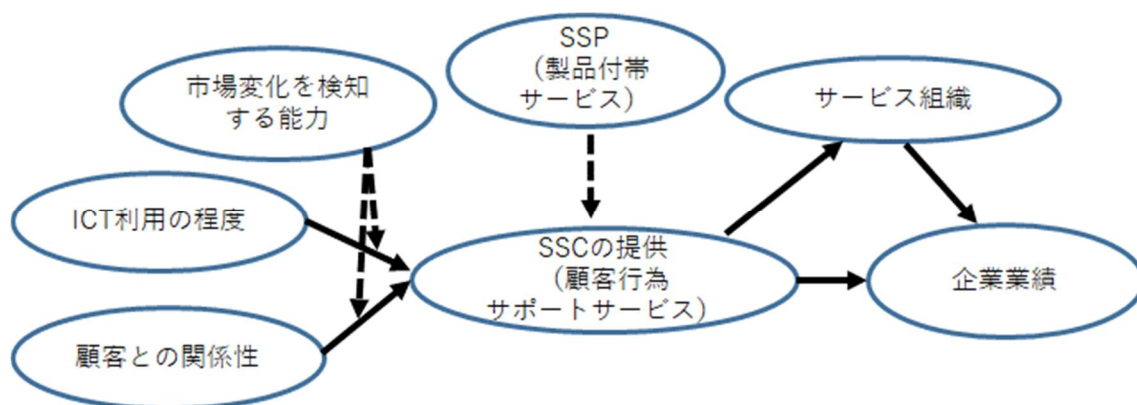 SSP
（製品付帯
サービス）
市場変化を検知
する能力
サービス組織
ICT利用の程度
SSCの提供
（顧客行為
サポートサービス）
企業業績
顧客との関係性